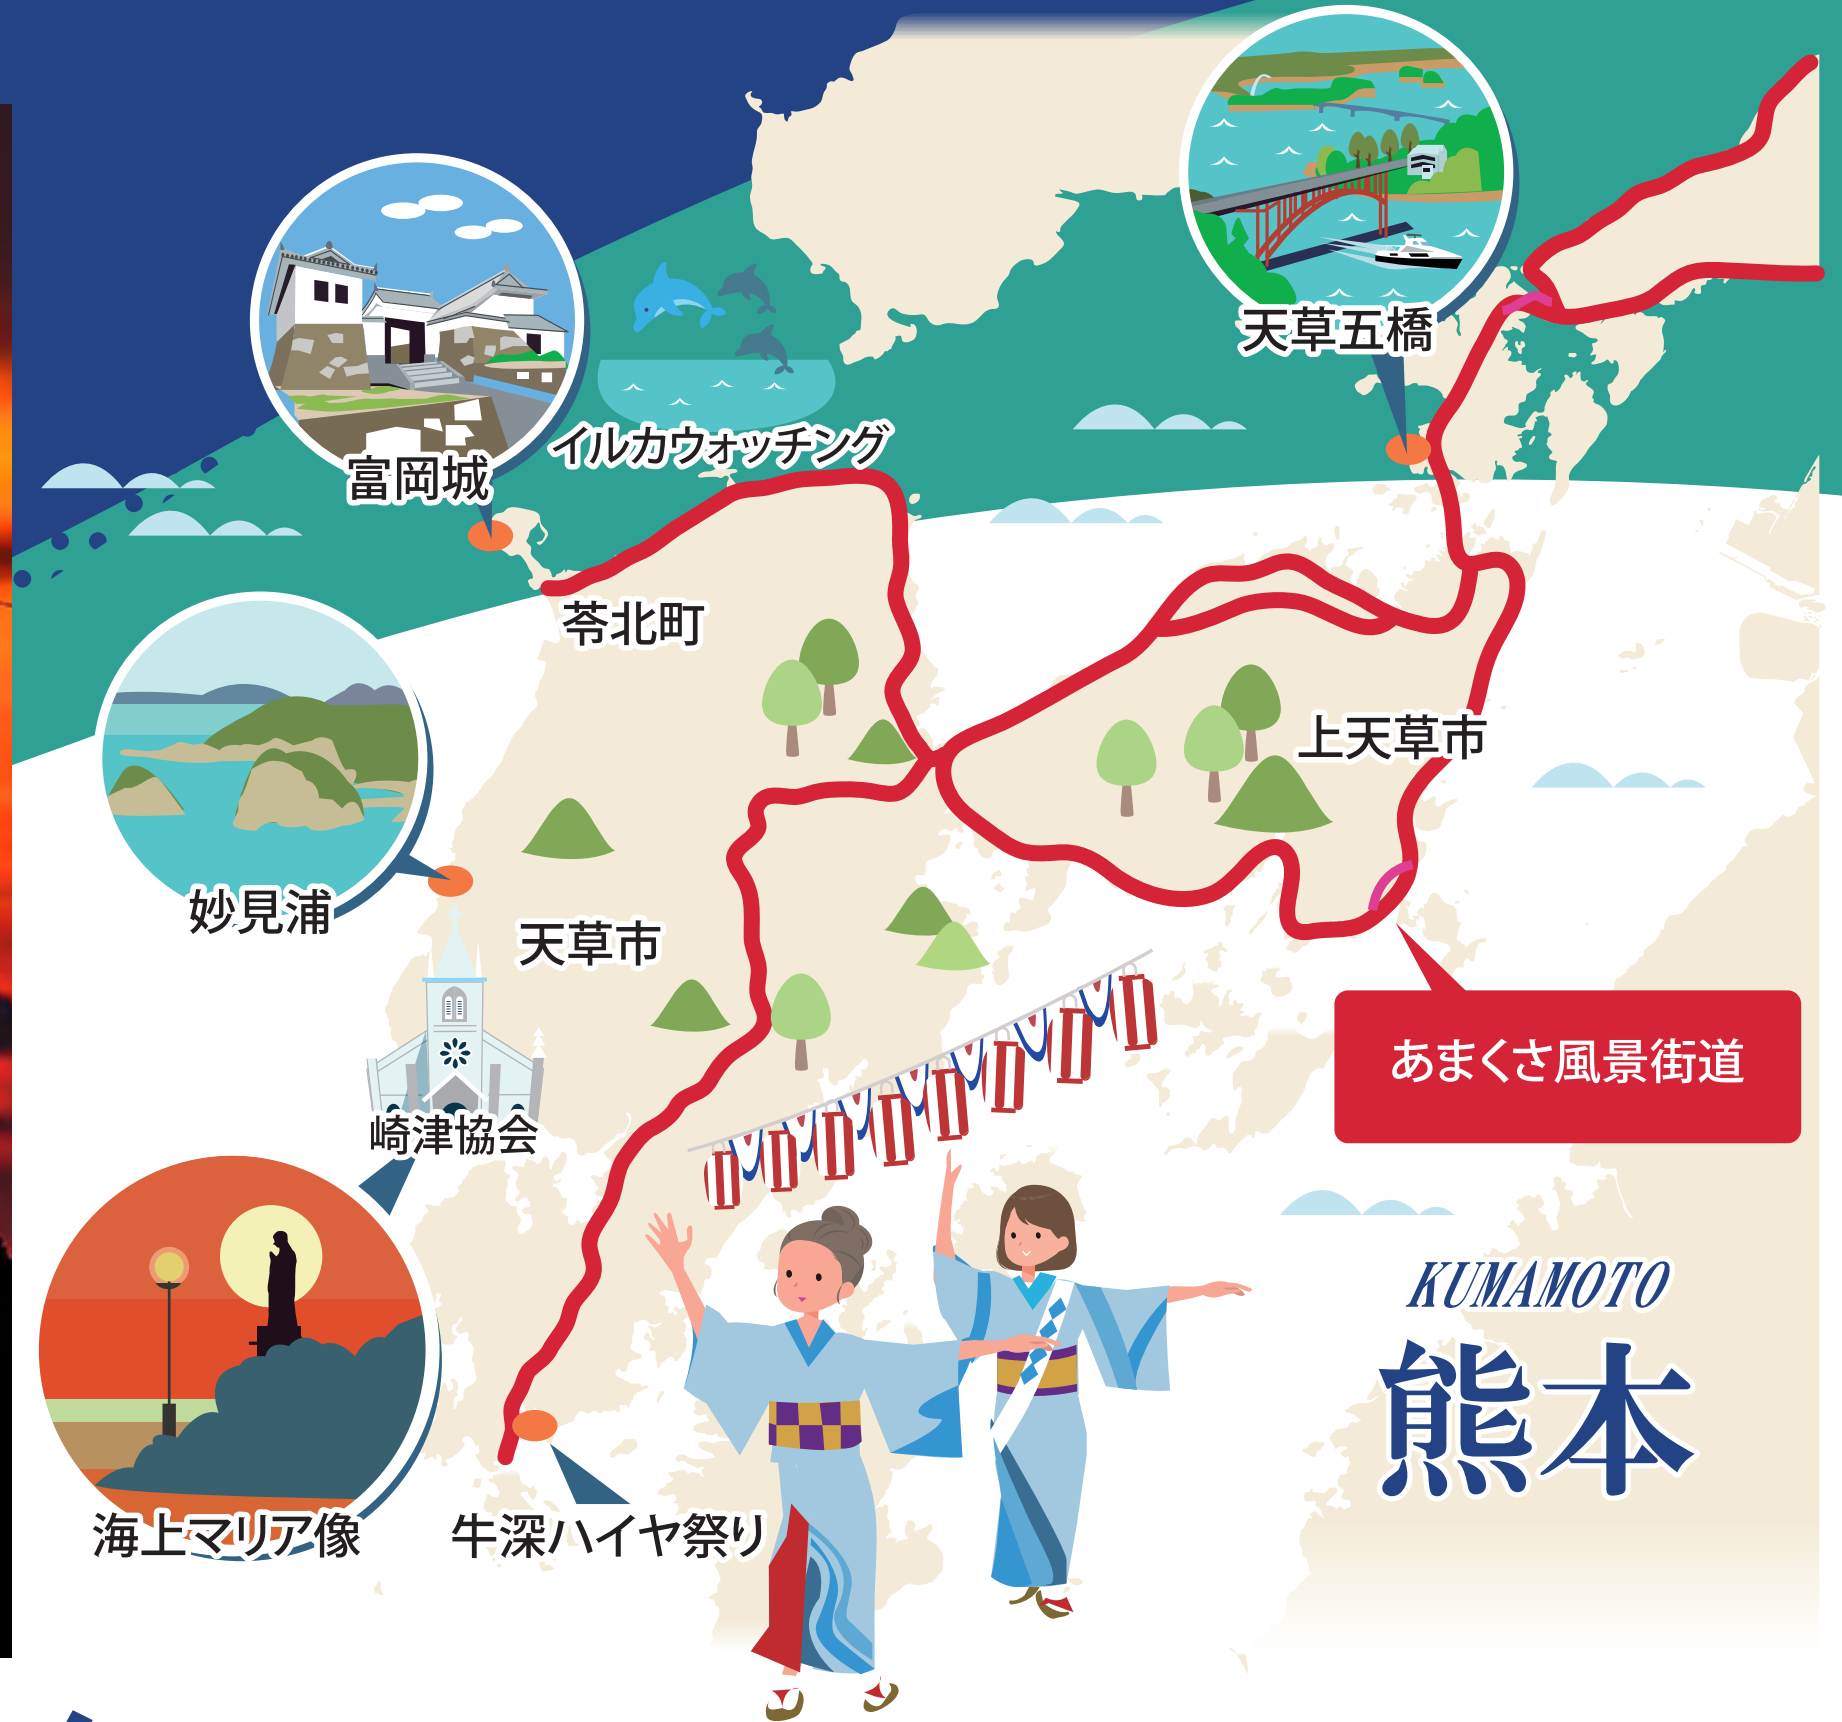 天草五橋
イルカウォッチング
富岡城
苓北町
上天草市
妙見浦
天草市
あまくさ風景街道
崎津協会
KUMAMOTO
熊本
海上マリア像
牛深ハイヤ祭り